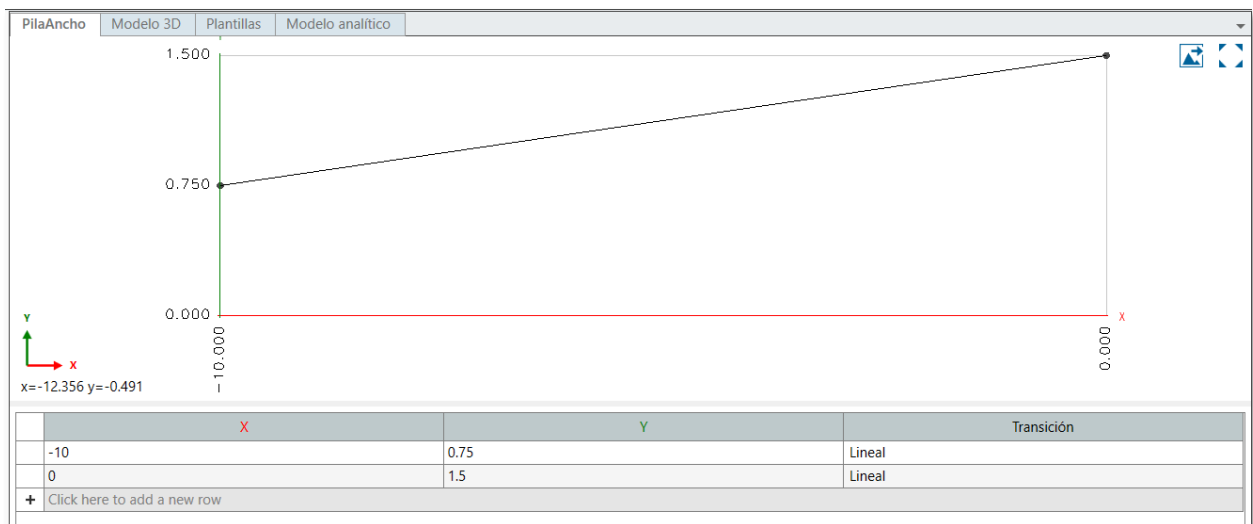 PilaAncho Modelo 3D Plantillas Modelo analítico
1.500
0.750
0.000
Y
X
X
-10.000
0.000
x=-12.356 y=-0.491
X Y Transición
-10 0.75 Lineal
0 1.5 Lineal
+ Click here to add a new row